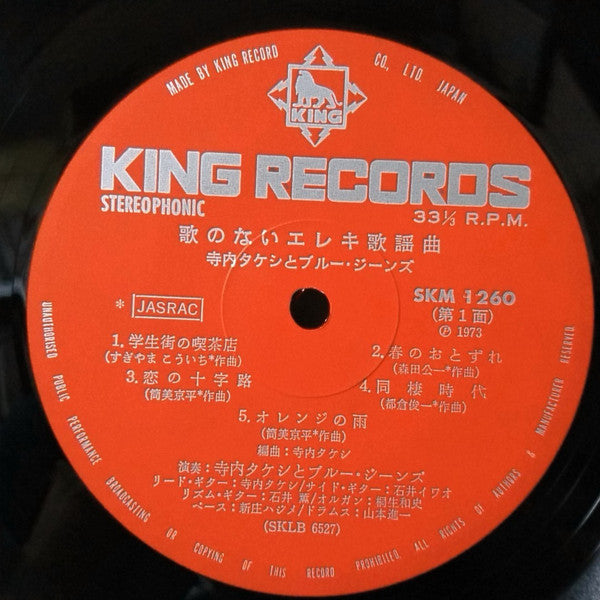 MADE BY KING RECORD CO., LTD. JAPAN
KING
KING RECORDS
STEREOPHONIC
33⅓ R.P.M.
歌のないエレキ歌謡曲
寺内タケシとブルー・ジーンズ
* JASRAC
SKM 1260
(第1面)
Ⓟ 1973
1. 学生街の喫茶店
(すぎやま こういち*作曲)
2. 春のおとずれ
(森田公一*作曲)
3. 恋の十字路
(筒美京平*作曲)
4. 同棲時代
(都倉俊一*作曲)
5. オレンジの雨
(筒美京平*作曲)
編曲:寺内タケシ
演奏:寺内タケシとブルー・ジーンズ
リード・ギター:寺内タケシ/サイド・ギター:石井イワオ
リズム・ギター:石井 薫/オルガン:桐生和史
ベース:新庄ハジメ/ドラムス:山本進一
(SKLB 6527)
UNAUTHORISED PUBLIC PERFORMANCE BROADCASTING OR COPYING OF THIS RECORD PROHIBITED. ALL RIGHTS OF AUTHORS & MANUFACTURER RESERVED